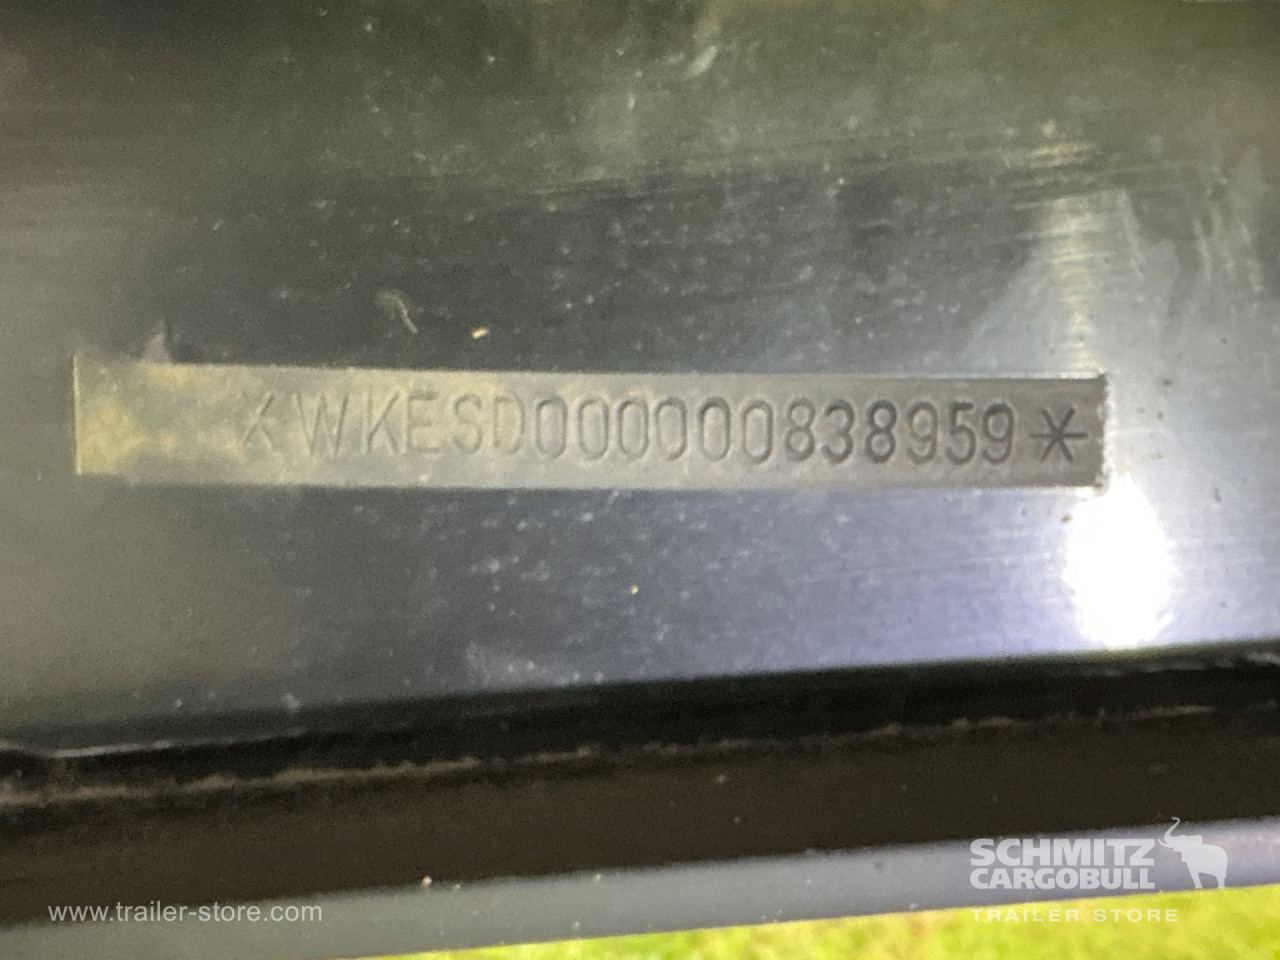 *WKESD000000838959*
SCHMITZ
CARGOBULL
TRAILER STORE
www.trailer-store.com